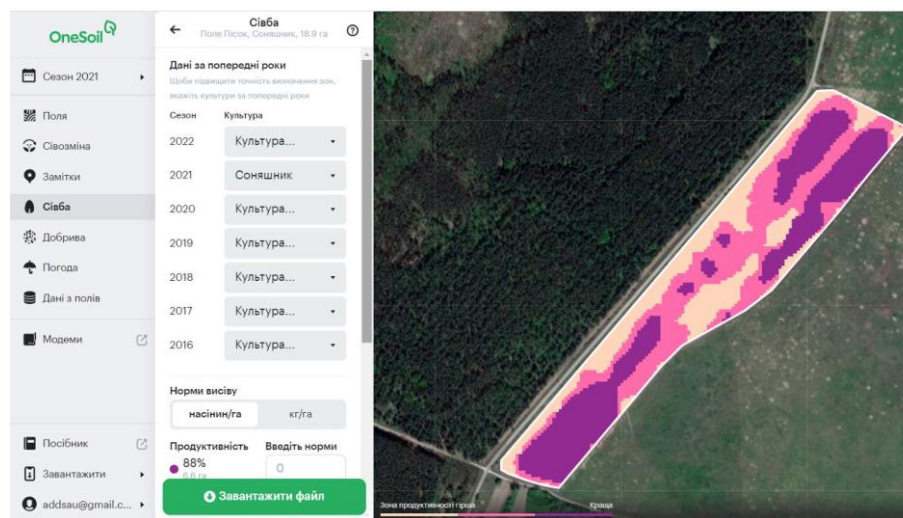 OneSoil
Сезон 2021
Поля
Сівозміна
Замітки
Сівба
Добрива
Погода
Дані з полів
Модеми
Посібник
Завантажити
addsau@gmail.c...
Сівба
Поле Пісок, Соняшник, 18.9 га
Дані за попередні роки
Щоби підвищити точність визначення зон,
вкажіть культури за попередні роки
Сезон Культура
2022 Культура...
2021 Соняшник
2020 Культура...
2019 Культура...
2018 Культура...
2017 Культура...
2016 Культура...
Норми висіву
насінин/га кг/га
Продуктивність Введіть норми
88% 0
6.6 га
Завантажити файл
Зона продуктивності гірша Краща